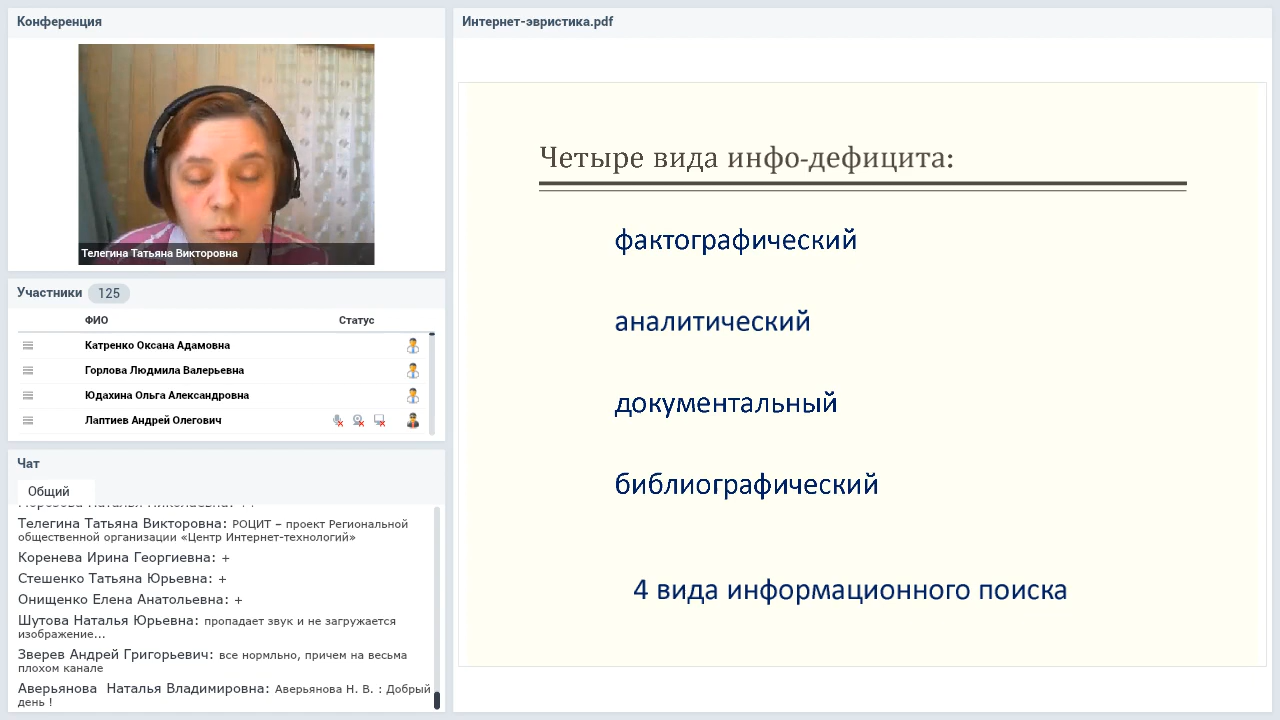 Конференция
Телегина Татьяна Викторовна
Участники 125
ФИО Статус
Катренко Оксана Адамовна
Горлова Людмила Валерьевна
Юдахина Ольга Александровна
Лаптиев Андрей Олегович
Чат
Общий
Телегина Татьяна Викторовна: РОЦИТ – проект Региональной
общественной организации «Центр Интернет-технологий»
Коренева Ирина Георгиевна: +
Стешенко Татьяна Юрьевна: +
Онищенко Елена Анатольевна: +
Шутова Наталья Юрьевна: пропадает звук и не загружается
изображение...
Зверев Андрей Григорьевич: все нормльно, причем на весьма
плохом канале
Аверьянова Наталья Владимировна: Аверьянова Н. В. : Добрый
день !
Интернет-эвристика.pdf
Четыре вида инфо-дефицита:
фактографический
аналитический
документальный
библиографический
4 вида информационного поиска